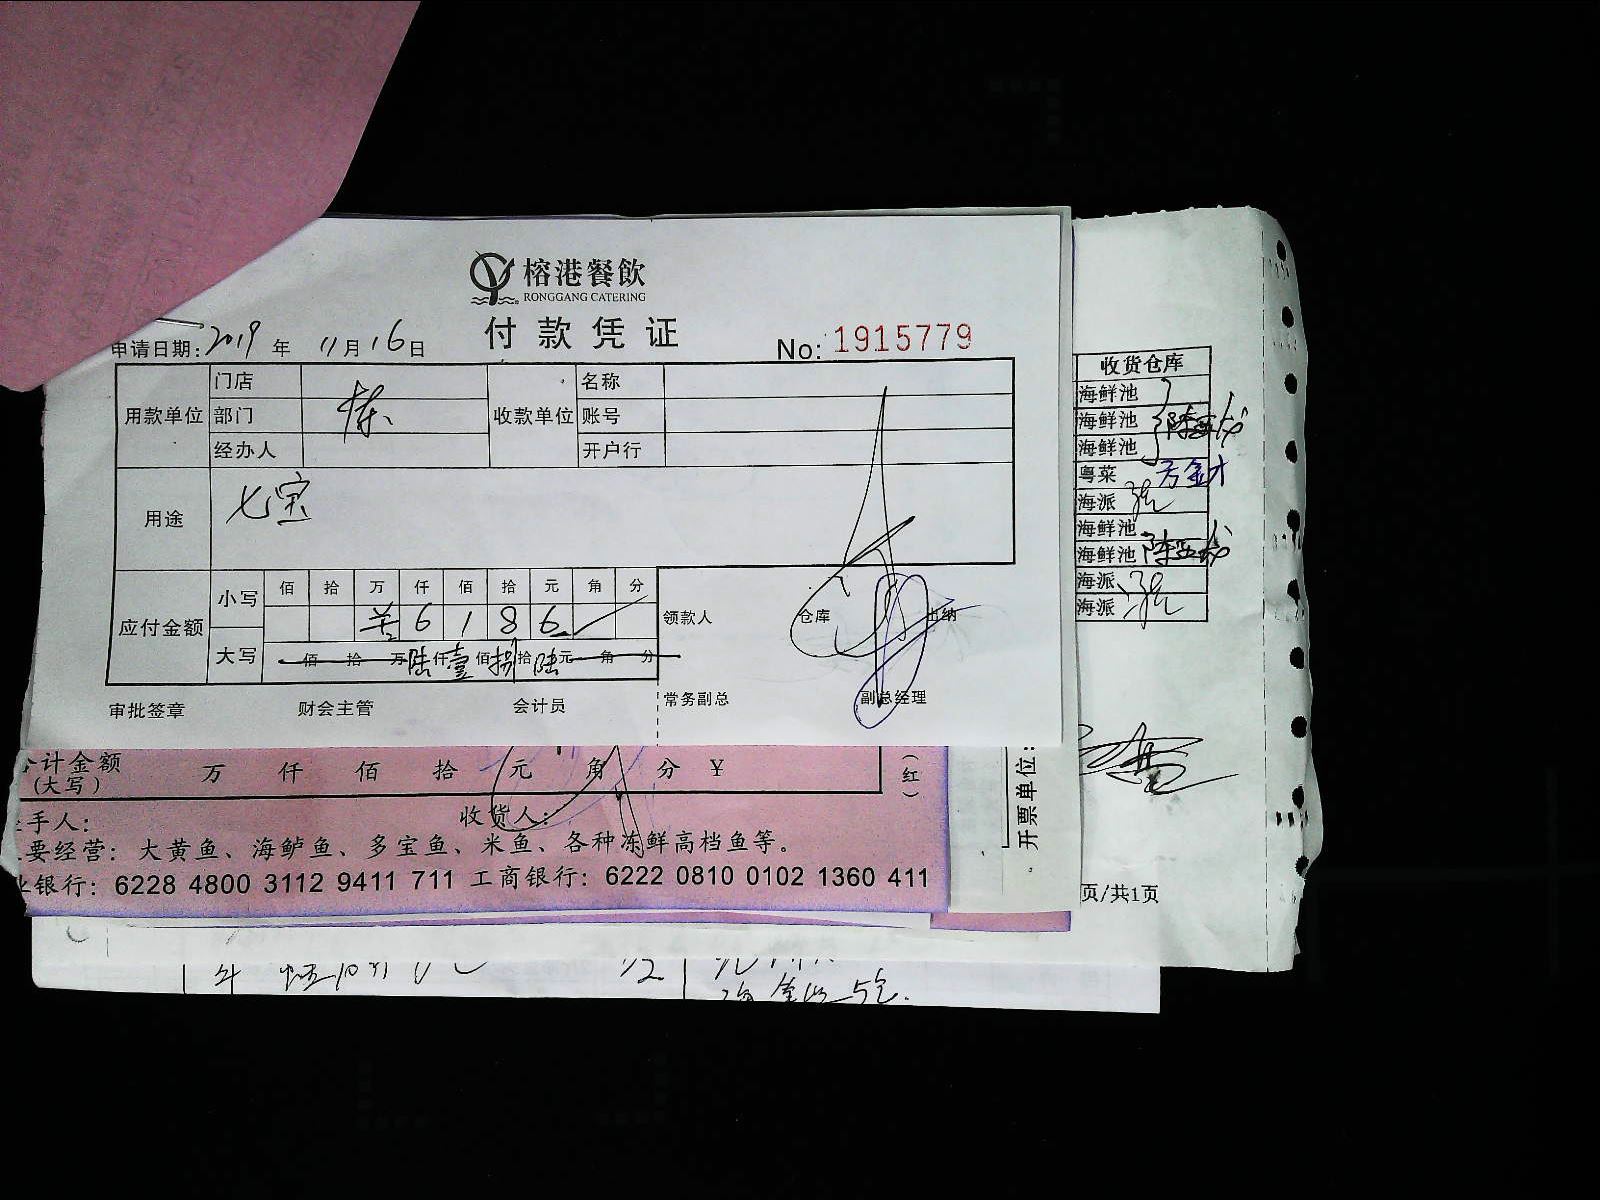 榕港餐飲
RONGGANG CATERING
付款凭证
申请日期: 2019 年 11 月 16 日
No: 1915779
用款单位 门店 收款单位 名称
部门 账号
经办人 开户行
用途 七宝
应付金额 小写 佰 拾 万 仟 佰 拾 元 角 分
6 1 8 6
大写 佰 拾 万 陆 仟 壹 佰 捌 拾 陆 元 角 分
领款人 仓库 出纳
审批签章 财会主管 会计员 常务副总 副总经理
收货仓库
海鲜池
海鲜池
海鲜池
粤菜
海派
海鲜池
海鲜池
海派
海派
计金额
(大写)
万 仟 佰 拾 元 角 分 ￥
(红)
手人:
收货人:
要经营: 大黄鱼、海鲈鱼、多宝鱼、米鱼、各种冻鲜高档鱼等。
银行: 6228 4800 3112 9411 711 工商银行: 6222 0810 0102 1360 411
开票单位:
页/共1页